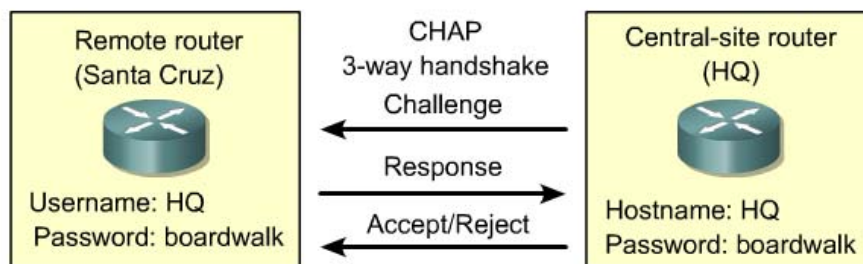 Remote router
(Santa Cruz)
Username: HQ
Password: boardwalk
CHAP
3-way handshake
Challenge
Response
Accept/Reject
Central-site router
(HQ)
Hostname: HQ
Password: boardwalk